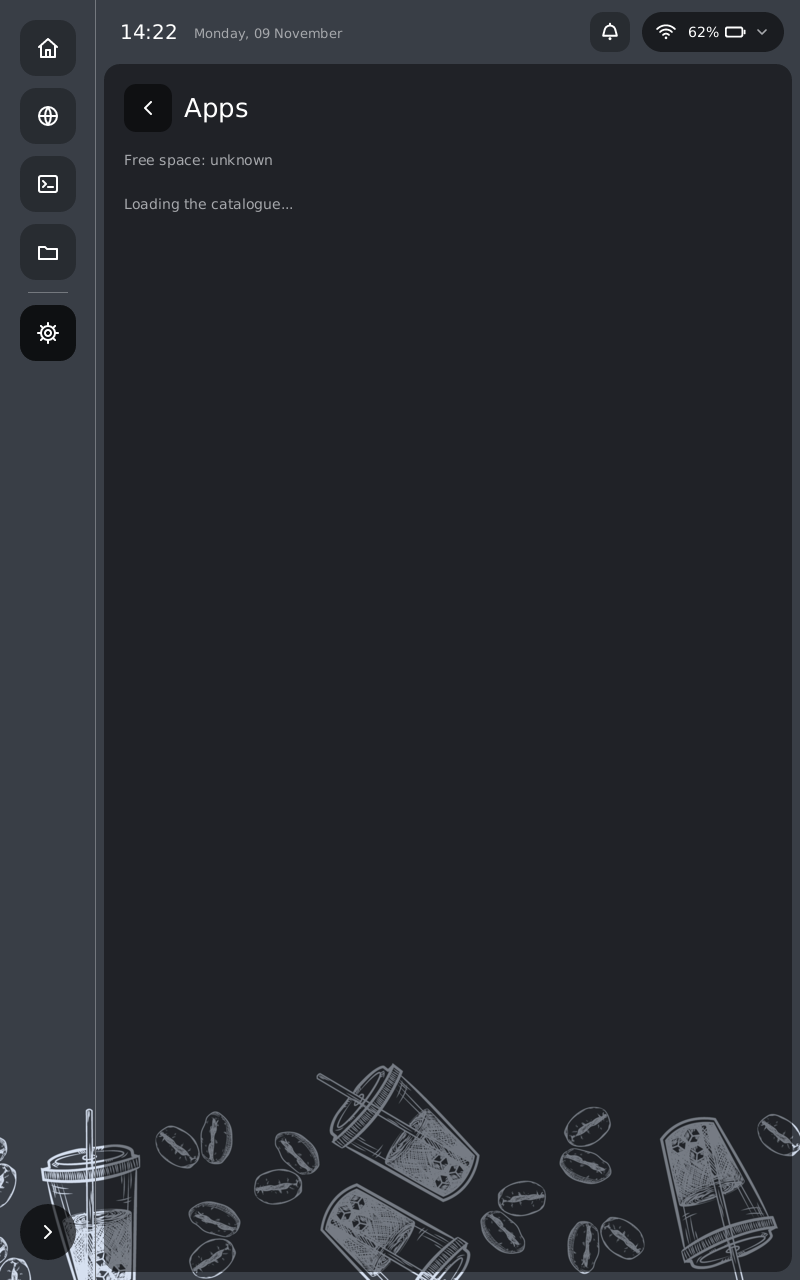 14:22 Monday, 09 November 62%
Apps
Free space: unknown
Loading the catalogue...